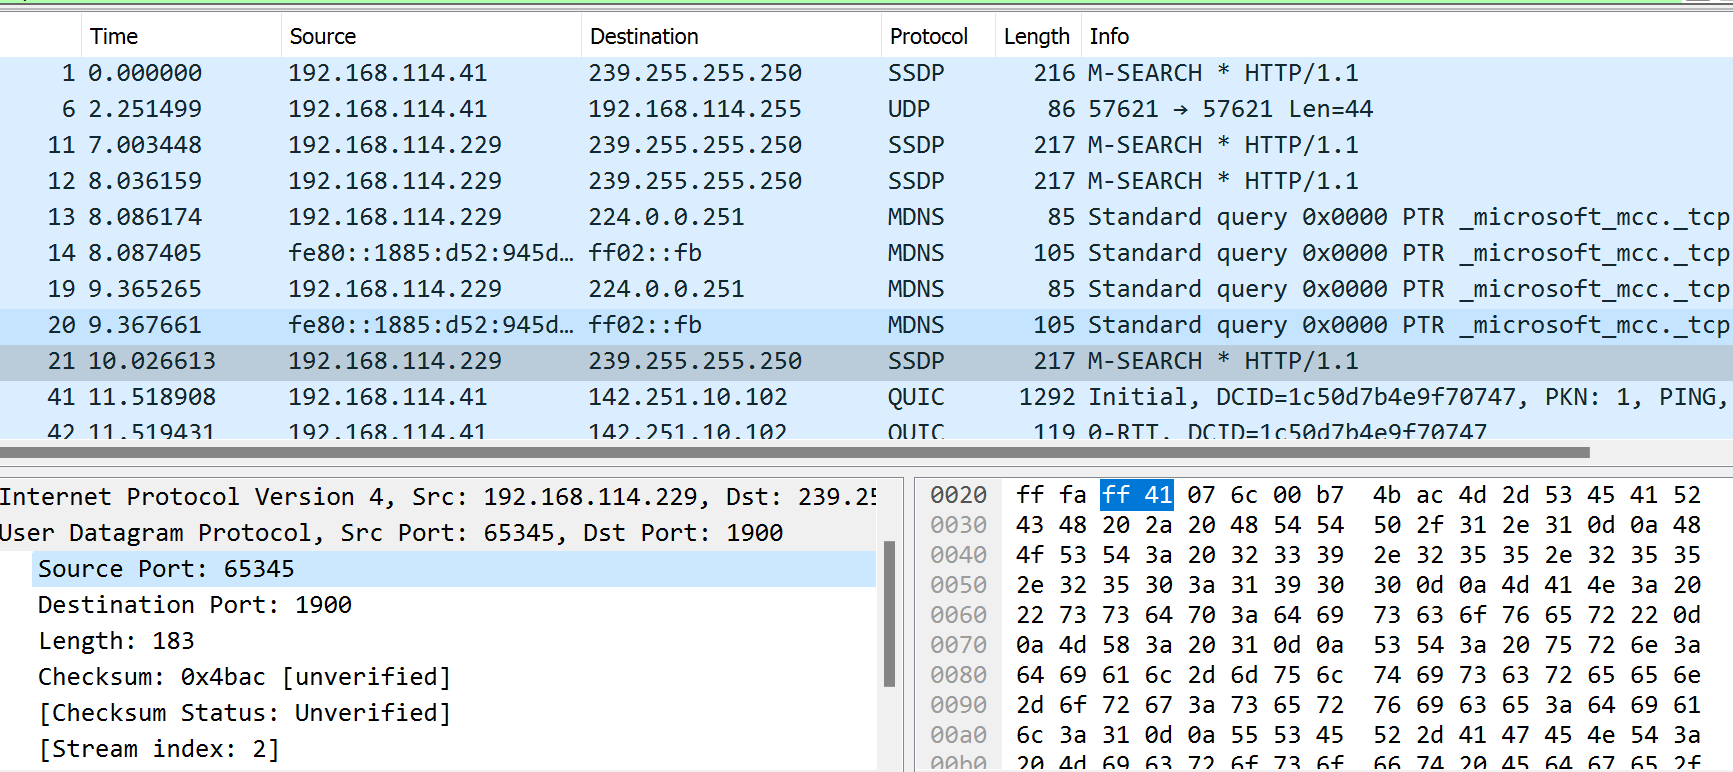 Time Source Destination Protocol Length Info
1 0.000000 192.168.114.41 239.255.255.250 SSDP 216 M-SEARCH * HTTP/1.1
6 2.251499 192.168.114.41 192.168.114.255 UDP 86 57621 → 57621 Len=44
11 7.003448 192.168.114.229 239.255.255.250 SSDP 217 M-SEARCH * HTTP/1.1
12 8.036159 192.168.114.229 239.255.255.250 SSDP 217 M-SEARCH * HTTP/1.1
13 8.086174 192.168.114.229 224.0.0.251 MDNS 85 Standard query 0x0000 PTR _microsoft_mcc._tcp
14 8.087405 fe80::1885:d52:945d… ff02::fb MDNS 105 Standard query 0x0000 PTR _microsoft_mcc._tcp
19 9.365265 192.168.114.229 224.0.0.251 MDNS 85 Standard query 0x0000 PTR _microsoft_mcc._tcp
20 9.367661 fe80::1885:d52:945d… ff02::fb MDNS 105 Standard query 0x0000 PTR _microsoft_mcc._tcp
21 10.026613 192.168.114.229 239.255.255.250 SSDP 217 M-SEARCH * HTTP/1.1
41 11.518908 192.168.114.41 142.251.10.102 QUIC 1292 Initial, DCID=1c50d7b4e9f70747, PKN: 1, PING,
42 11.519431 192.168.114.41 142.251.10.102 QUIC 119 0-RTT, DCID=1c50d7b4e9f70747
Internet Protocol Version 4, Src: 192.168.114.229, Dst: 239.25
User Datagram Protocol, Src Port: 65345, Dst Port: 1900
Source Port: 65345
Destination Port: 1900
Length: 183
Checksum: 0x4bac [unverified]
[Checksum Status: Unverified]
[Stream index: 2]
0020 ff fa ff 41 07 6c 00 b7 4b ac 4d 2d 53 45 41 52
0030 43 48 20 2a 20 48 54 54 50 2f 31 2e 31 0d 0a 48
0040 4f 53 54 3a 20 32 33 39 2e 32 35 35 2e 32 35 35
0050 2e 32 35 30 3a 31 39 30 30 0d 0a 4d 41 4e 3a 20
0060 22 73 73 64 70 3a 64 69 73 63 6f 76 65 72 22 0d
0070 0a 4d 58 3a 20 31 0d 0a 53 54 3a 20 75 72 6e 3a
0080 64 69 61 6c 2d 6d 75 6c 74 69 73 63 72 65 65 6e
0090 2d 6f 72 67 3a 73 65 72 76 69 63 65 3a 64 69 61
00a0 6c 3a 31 0d 0a 55 53 45 52 2d 41 47 45 4e 54 3a
00b0 20 4d 69 63 72 6f 73 6f 66 74 20 45 64 67 65 2f